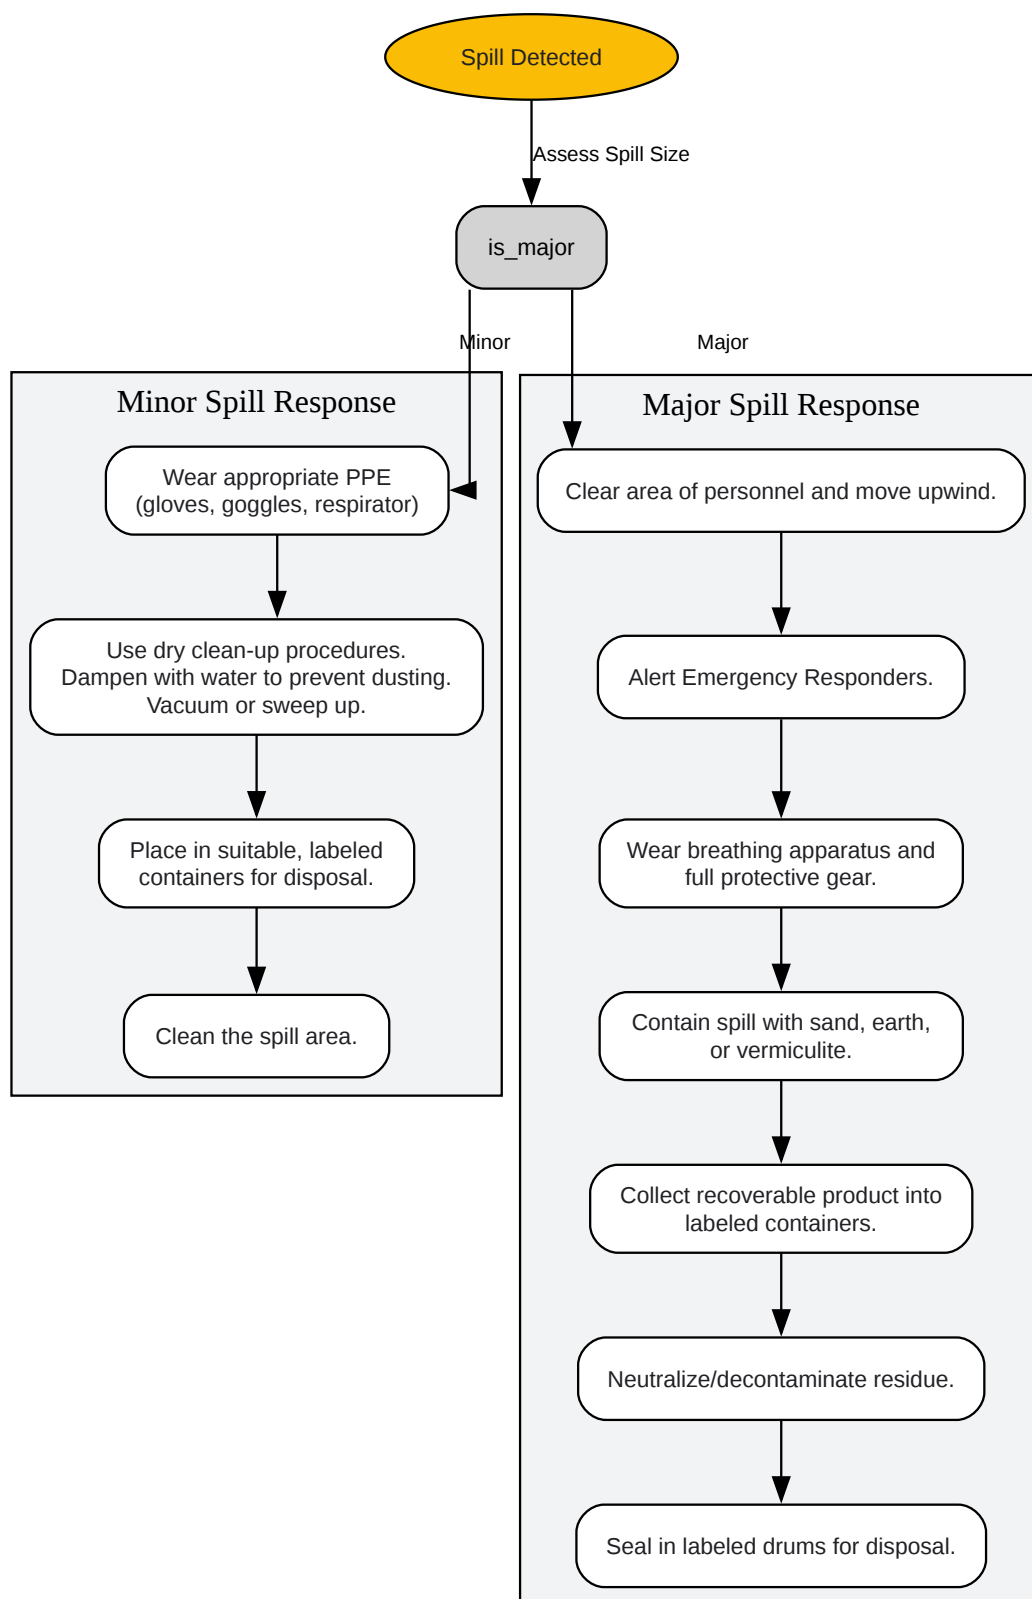 Spill Detected
Assess Spill Size
is_major
Minor
Major
Minor Spill Response
Wear appropriate PPE
(gloves, goggles, respirator)
Use dry clean-up procedures.
Dampen with water to prevent dusting.
Vacuum or sweep up.
Place in suitable, labeled
containers for disposal.
Clean the spill area.
Major Spill Response
Clear area of personnel and move upwind.
Alert Emergency Responders.
Wear breathing apparatus and
full protective gear.
Contain spill with sand, earth,
or vermiculite.
Collect recoverable product into
labeled containers.
Neutralize/decontaminate residue.
Seal in labeled drums for disposal.